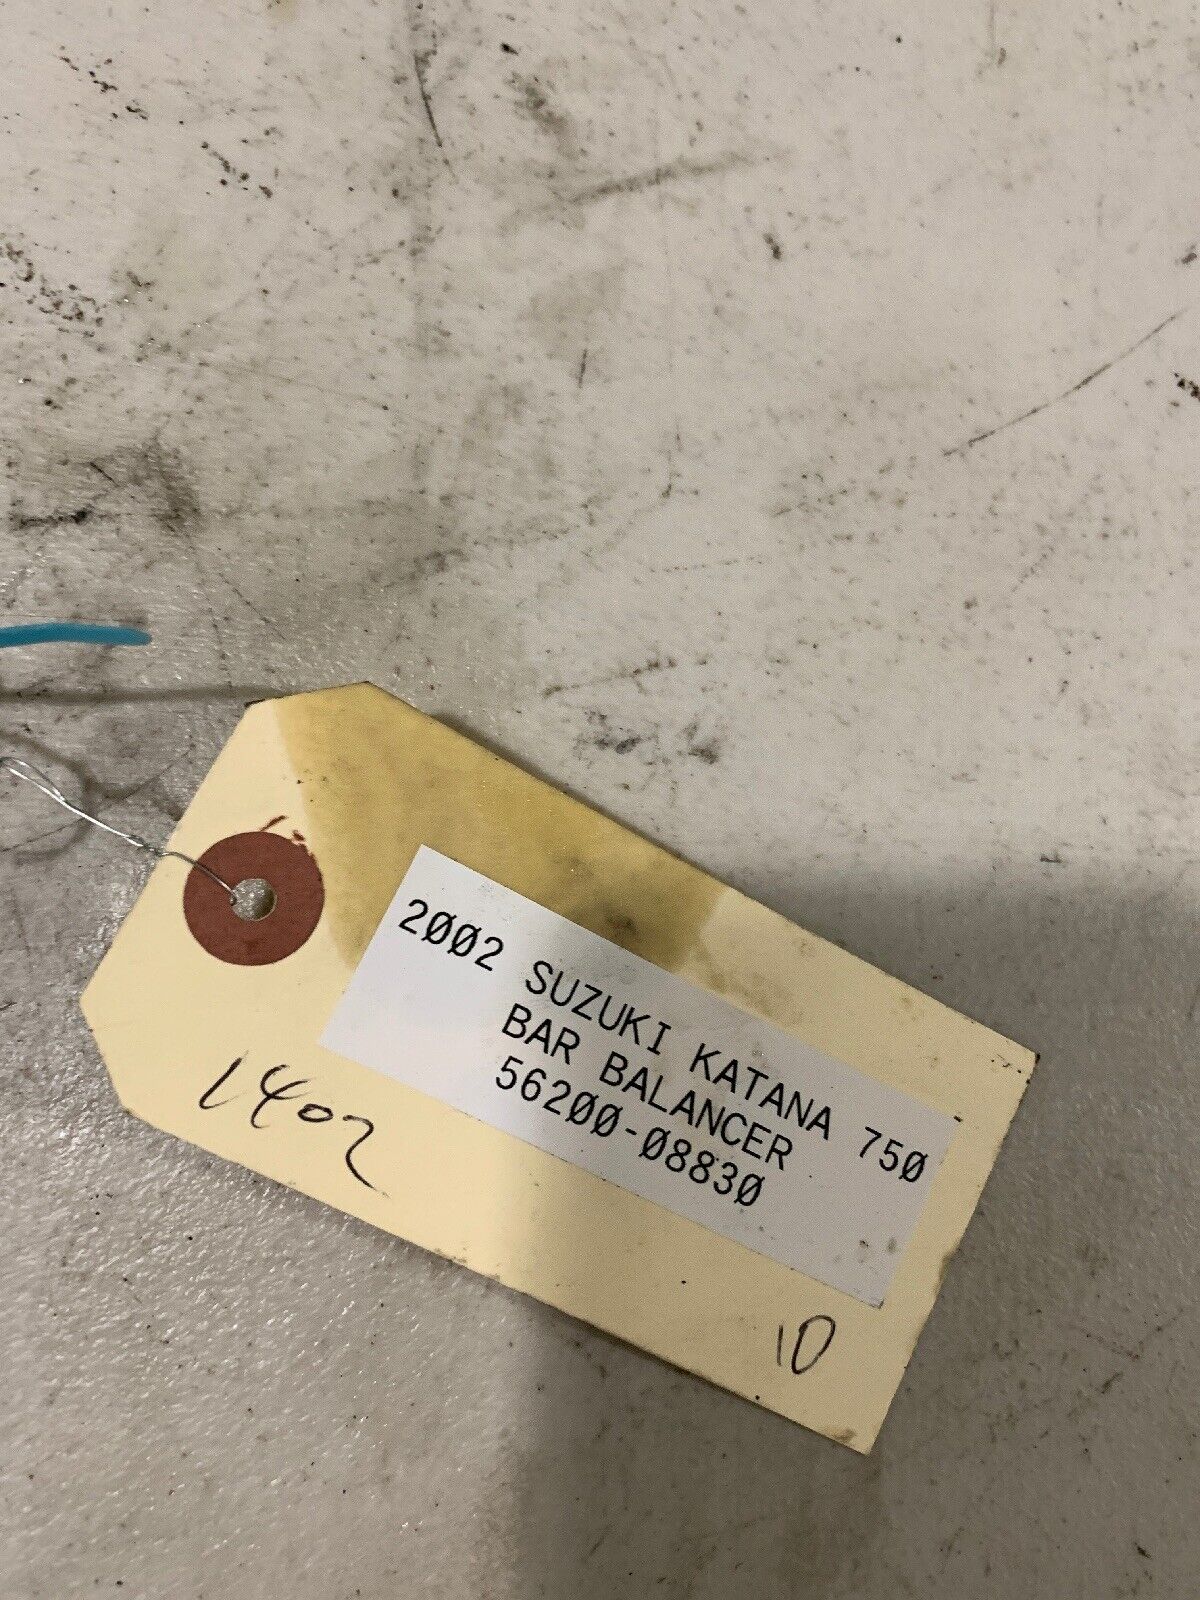 2002 SUZUKI KATANA 750
BAR BALANCER
56200-08830
1402
10